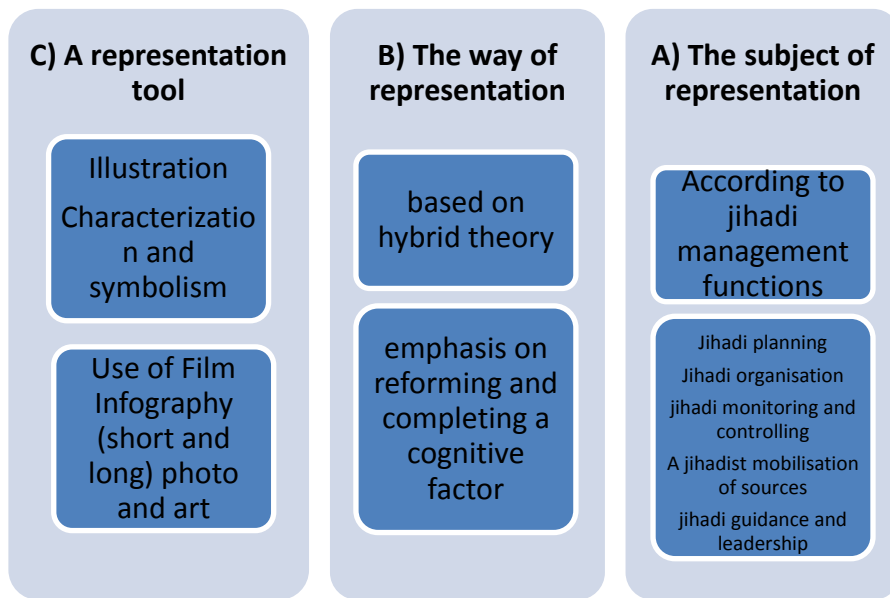 C) A representation
tool
Illustration
Characterizatio
n and
symbolism
Use of Film
Infography
(short and
long) photo
and art
B) The way of
representation
based on
hybrid theory
emphasis on
reforming and
completing a
cognitive
factor
A) The subject of
representation
According to
jihadi
management
functions
Jihadi planning
Jihadi organisation
jihadi monitoring and
controlling
A jihadist mobilisation
of sources
jihadi guidance and
leadership